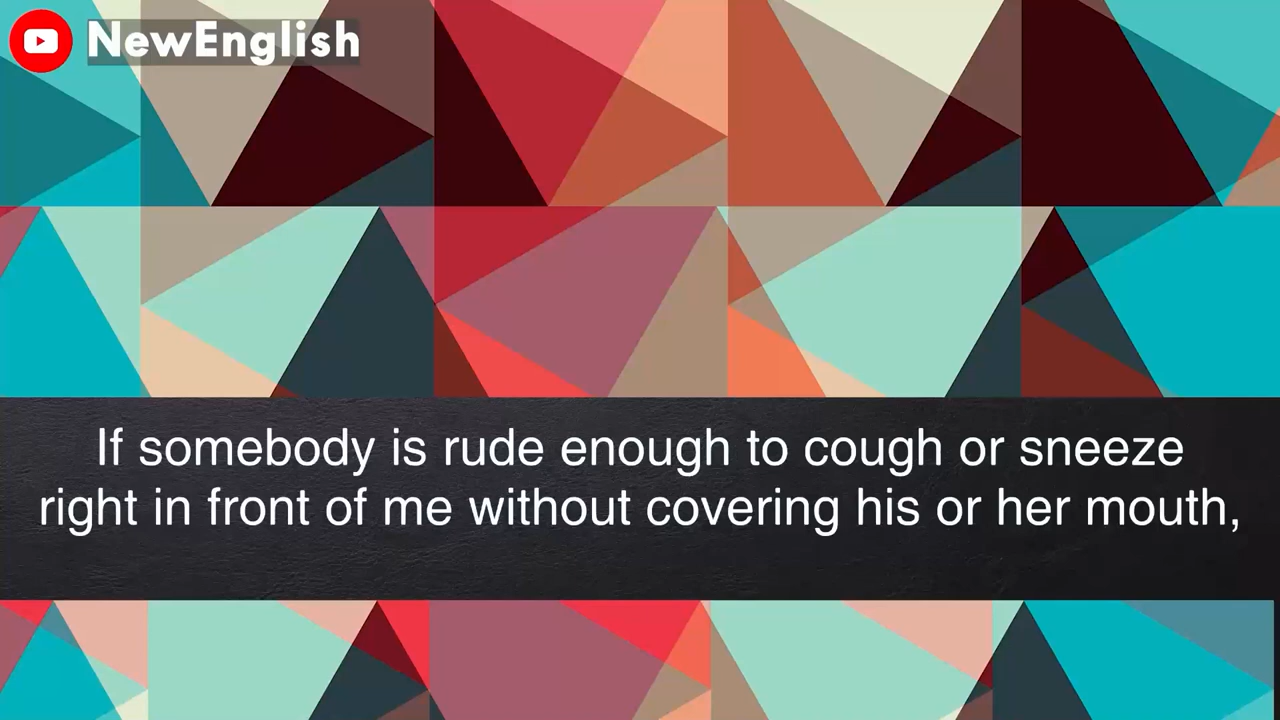 NewEnglish
If somebody is rude enough to cough or sneeze
right in front of me without covering his or her mouth,